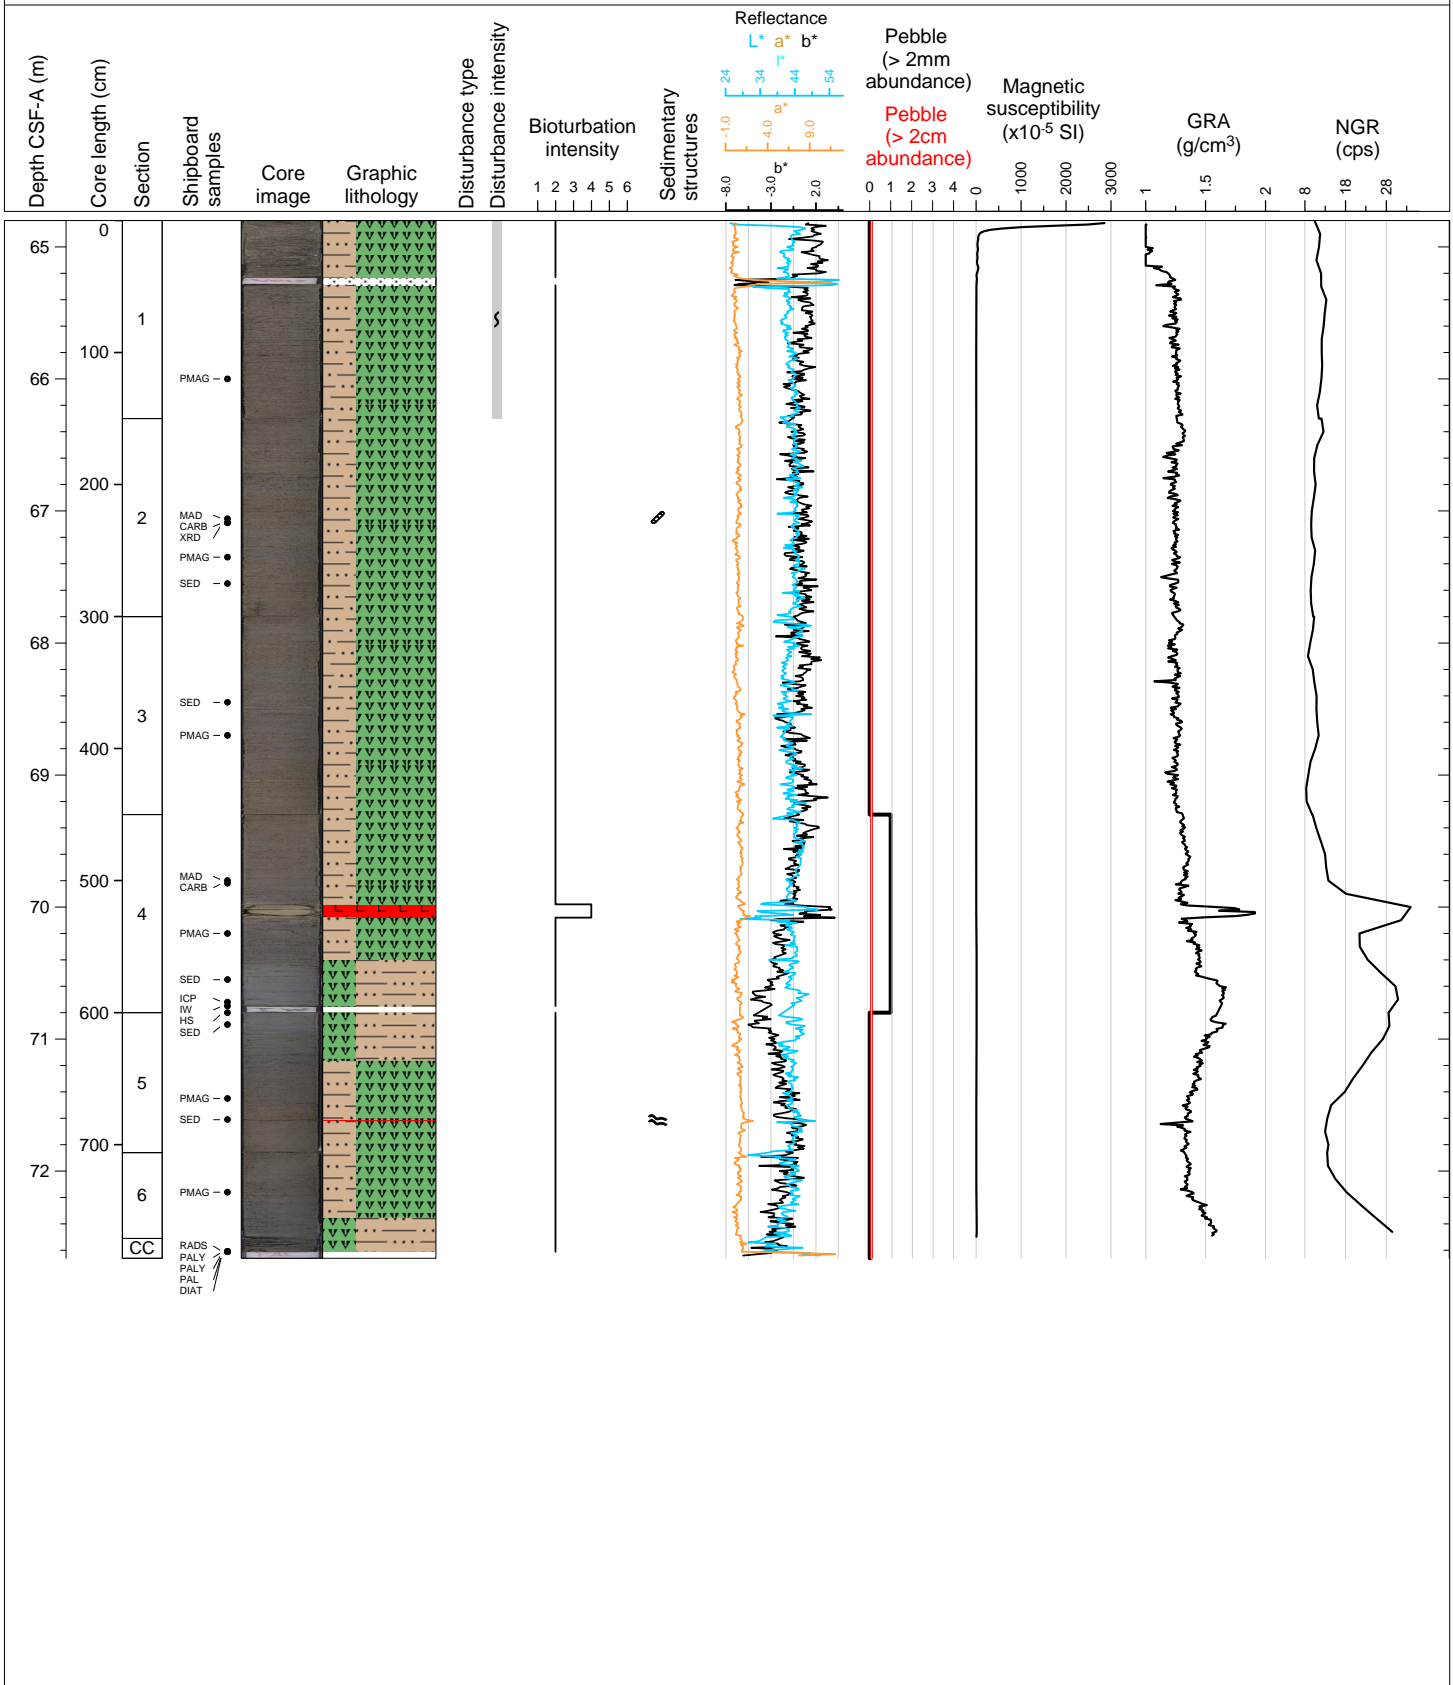 Depth CSF-A (m)
Core length (cm)
Section
Shipboard
samples
Core
image
Graphic
lithology
Disturbance type
Disturbance intensity
Bioturbation
intensity
1 2 3 4 5 6
Sedimentary
structures
Reflectance
L* a* b*
l*
24 34 44 54
a*
-1.0 4.0 9.0
b*
-8.0 -3.0 2.0
Pebble
(> 2mm
abundance)
Pebble
(> 2cm
abundance)
0 1 2 3 4
Magnetic
susceptibility
(x10-5 SI)
0 1000 2000 3000
GRA
(g/cm3)
1 1.5 2
NGR
(cps)
8 18 28
0
65
1
100
66
PMAG
200
2
67
MAD
CARB
XRD
PMAG
SED
300
68
SED
3
PMAG
400
69
MAD
500
CARB
70
4
PMAG
SED
ICP
IW
600
HS
SED
71
5
PMAG
SED
700
72
6
PMAG
CC
RADS
PALY
PALY
PAL
DIAT